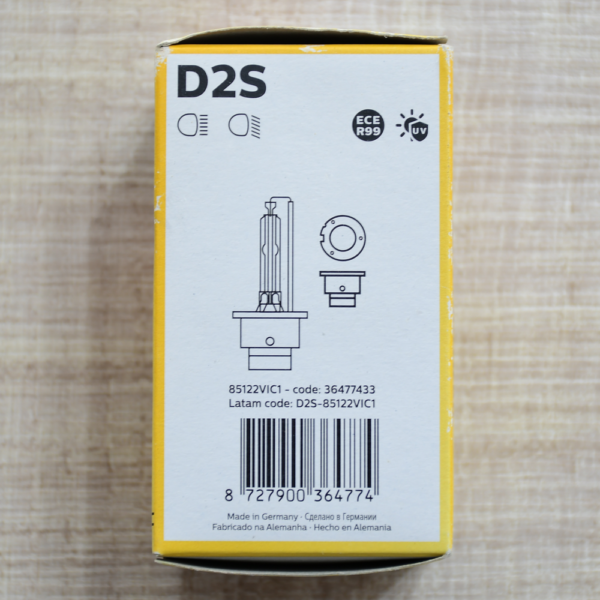 D2S
ECE
R99
UV
85122VIC1 - code: 36477433
Latam code: D2S-85122VIC1
8 727900 364774
Made in Germany · Сделано в Германии
Fabricado na Alemanha · Hecho en Alemania